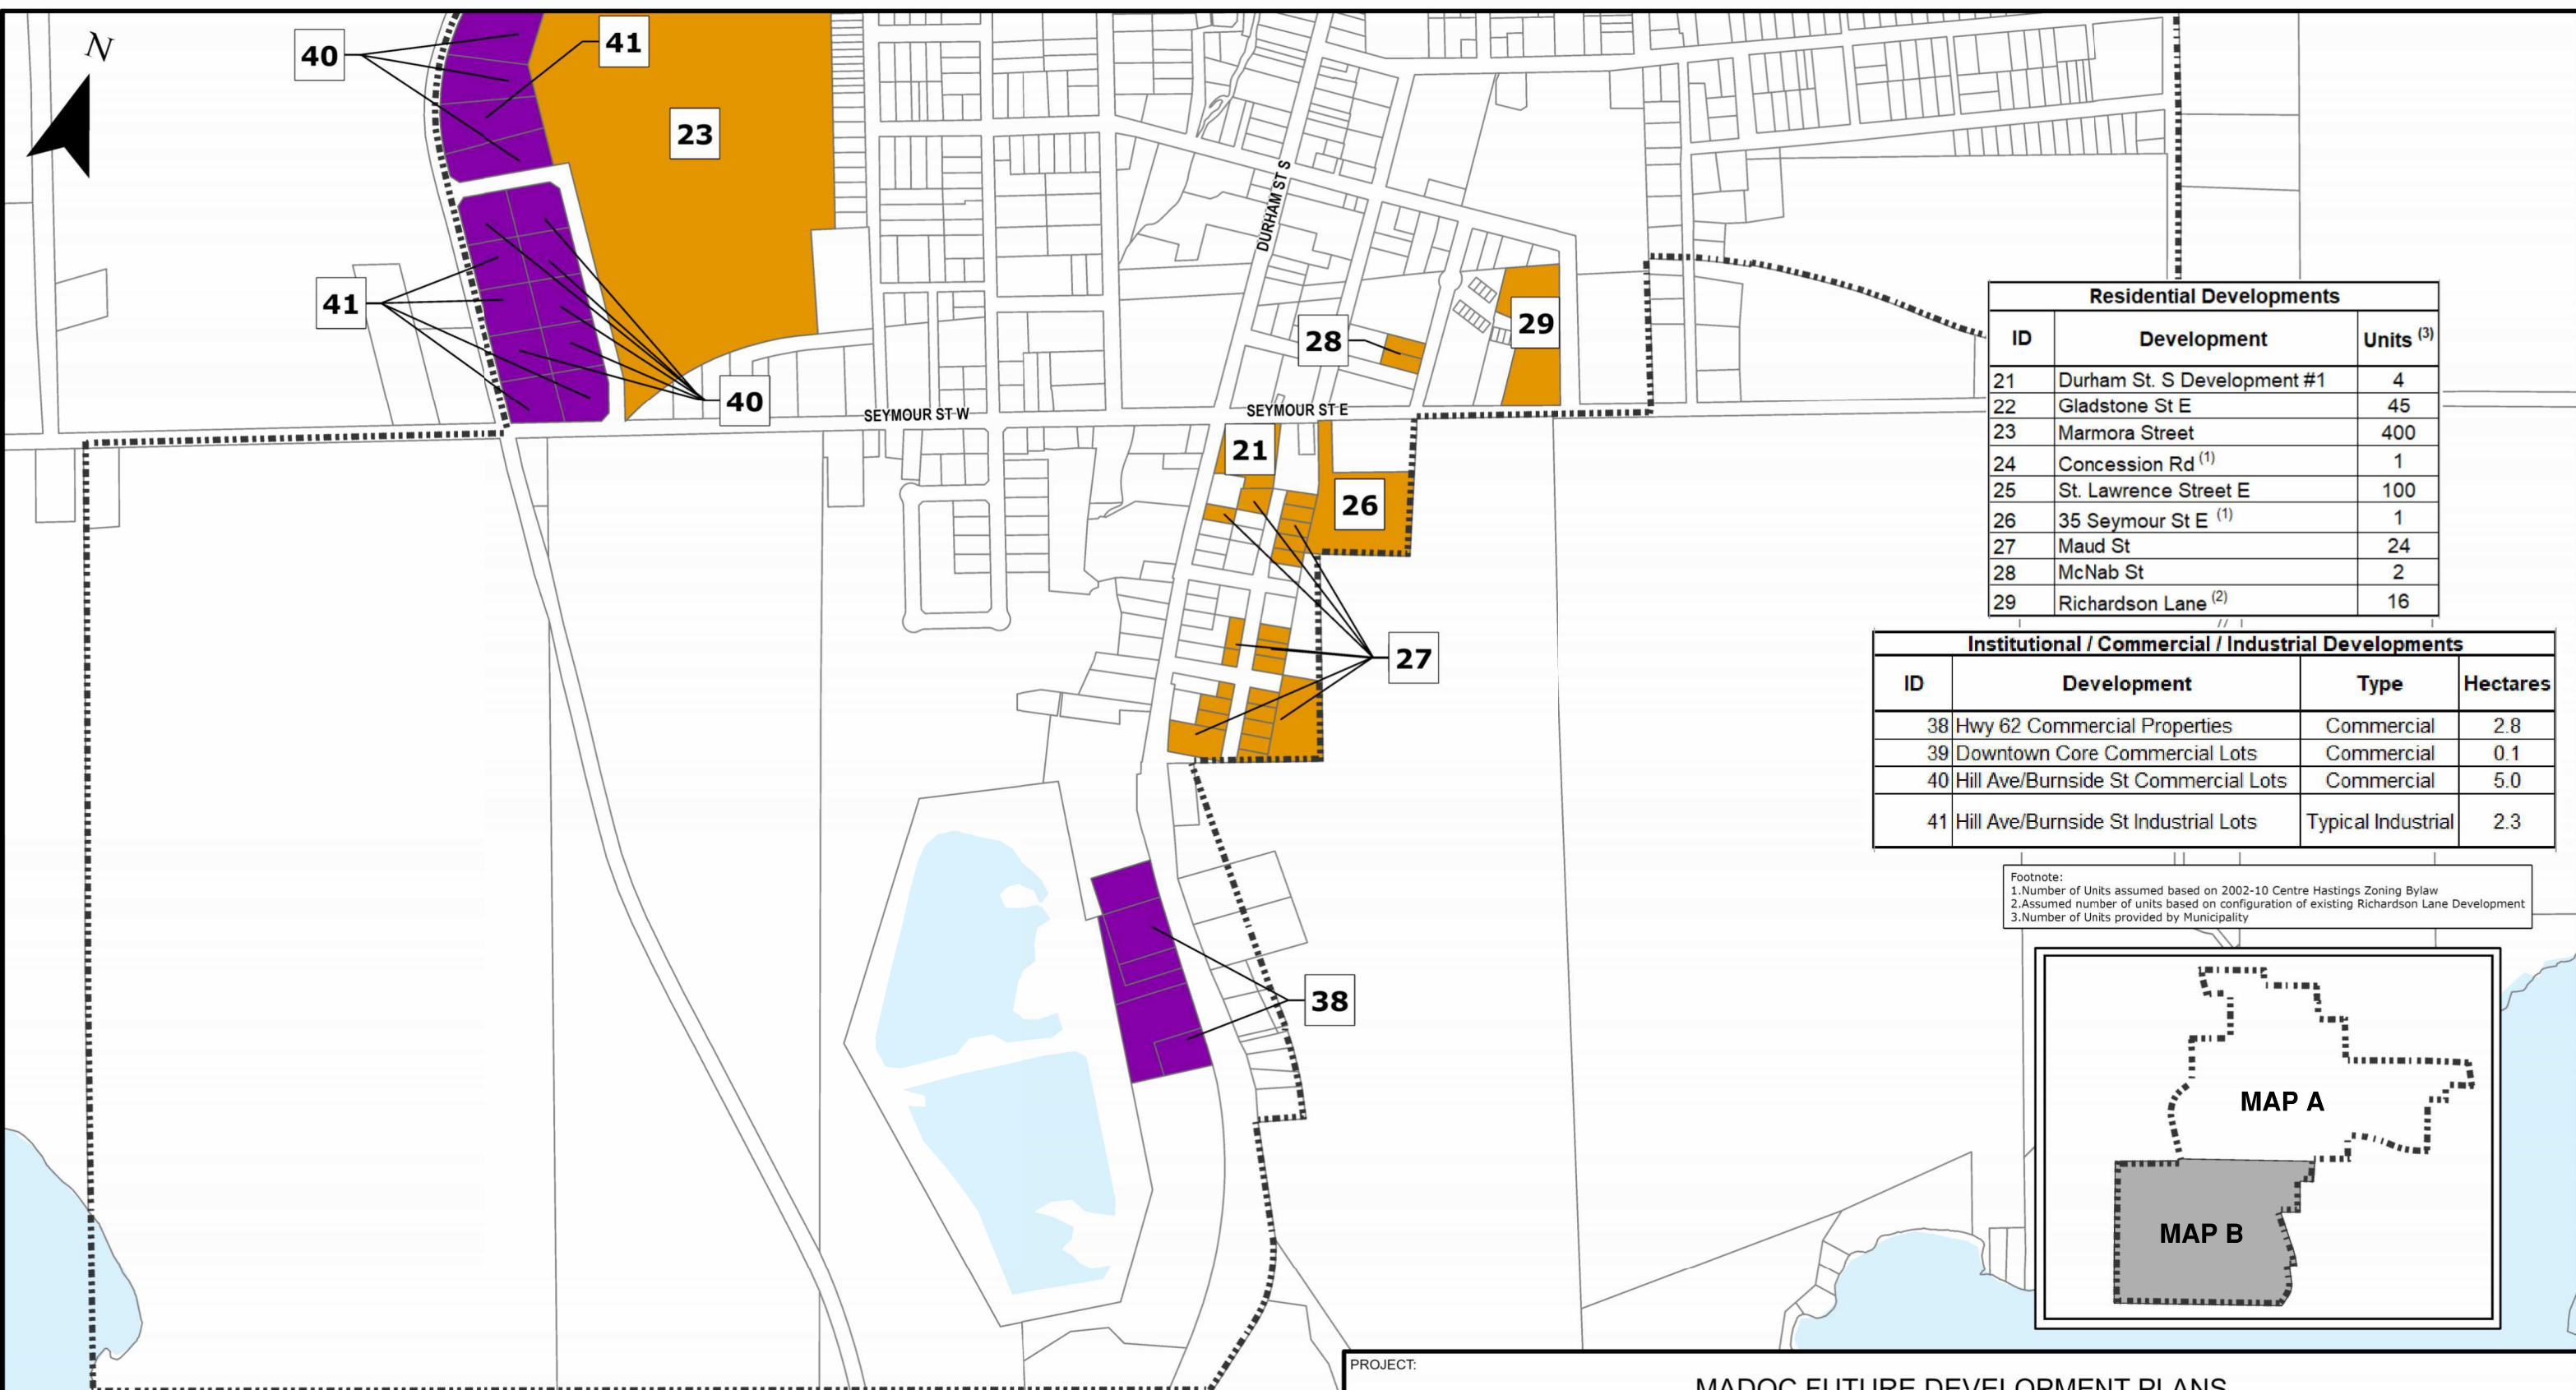 N
40
41
23
DURHAM ST S
41
40
28
29
SEYMOUR ST W
SEYMOUR ST E
21
26
27
38
Residential Developments
ID Development Units (3)
21 Durham St. S Development #1 4
22 Gladstone St E 45
23 Marmora Street 400
24 Concession Rd (1) 1
25 St. Lawrence Street E 100
26 35 Seymour St E (1) 1
27 Maud St 24
28 McNab St 2
29 Richardson Lane (2) 16
Institutional / Commercial / Industrial Developments
ID Development Type Hectares
38 Hwy 62 Commercial Properties Commercial 2.8
39 Downtown Core Commercial Lots Commercial 0.1
40 Hill Ave/Burnside St Commercial Lots Commercial 5.0
41 Hill Ave/Burnside St Industrial Lots Typical Industrial 2.3
Footnote:
1.Number of Units assumed based on 2002-10 Centre Hastings Zoning Bylaw
2.Assumed number of units based on configuration of existing Richardson Lane Development
3.Number of Units provided by Municipality
MAP A
MAP B
PROJECT:
MADOC FUTURE DEVELOPMENT PLANS